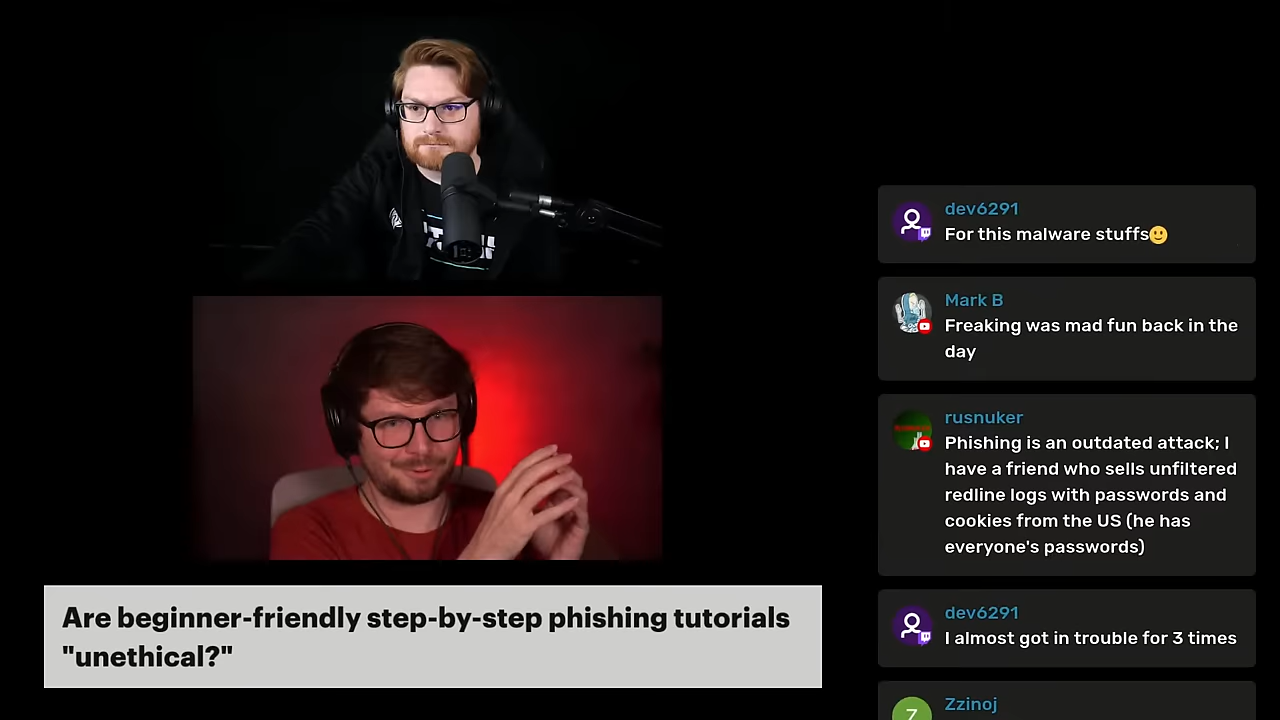 dev6291
For this malware stuffs🙂
Mark B
Freaking was mad fun back in the
day
rusnuker
Phishing is an outdated attack; I
have a friend who sells unfiltered
redline logs with passwords and
cookies from the US (he has
everyone's passwords)
dev6291
I almost got in trouble for 3 times
Z
Zzinoj
Are beginner-friendly step-by-step phishing tutorials
"unethical?"